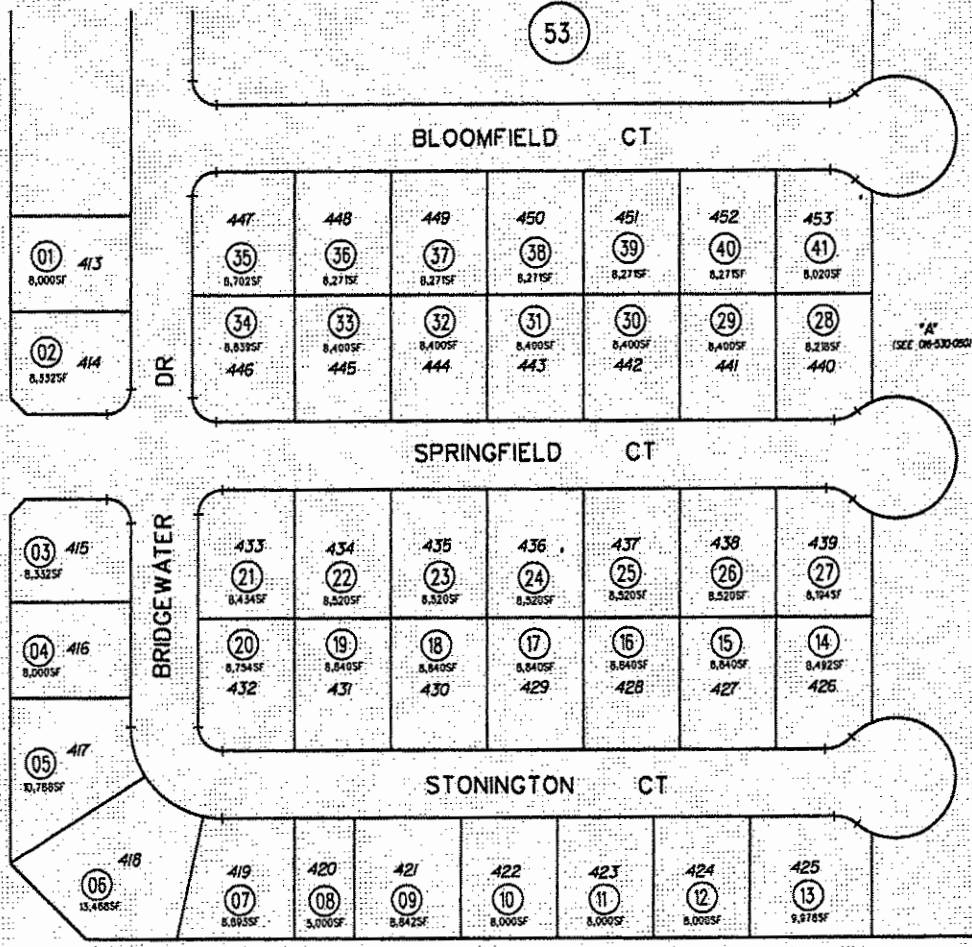 53
BLOOMFIELD CT
447 448 449 450 451 452 453
35 36 37 38 39 40 41
8,702SF 8,271SF 8,271SF 8,271SF 8,271SF 8,271SF 8,020SF
01 413
8,000SF
34 33 32 31 30 29 28
8,839SF 8,400SF 8,400SF 8,400SF 8,400SF 8,400SF 8,218SF
446 445 444 443 442 441 440
"A"
(SEE
02 414
8,332SF
BRIDGEWATER DR
SPRINGFIELD CT
03 415
8,332SF
433 434 435 436 437 438 439
21 22 23 24 25 26 27
8,434SF 8,520SF 8,520SF 8,520SF 8,520SF 8,520SF 8,194SF
04 416
8,000SF
20 19 18 17 16 15 14
8,754SF 8,840SF 8,840SF 8,840SF 8,840SF 8,840SF 8,492SF
432 431 430 429 428 427 426
05 417
10,788SF
STONINGTON CT
06 418
419 420 421 422 423 424 425
07 08 09 10 11 12 13
8,893SF 5,000SF 8,842SF 8,000SF 8,000SF 8,000SF 9,978SF